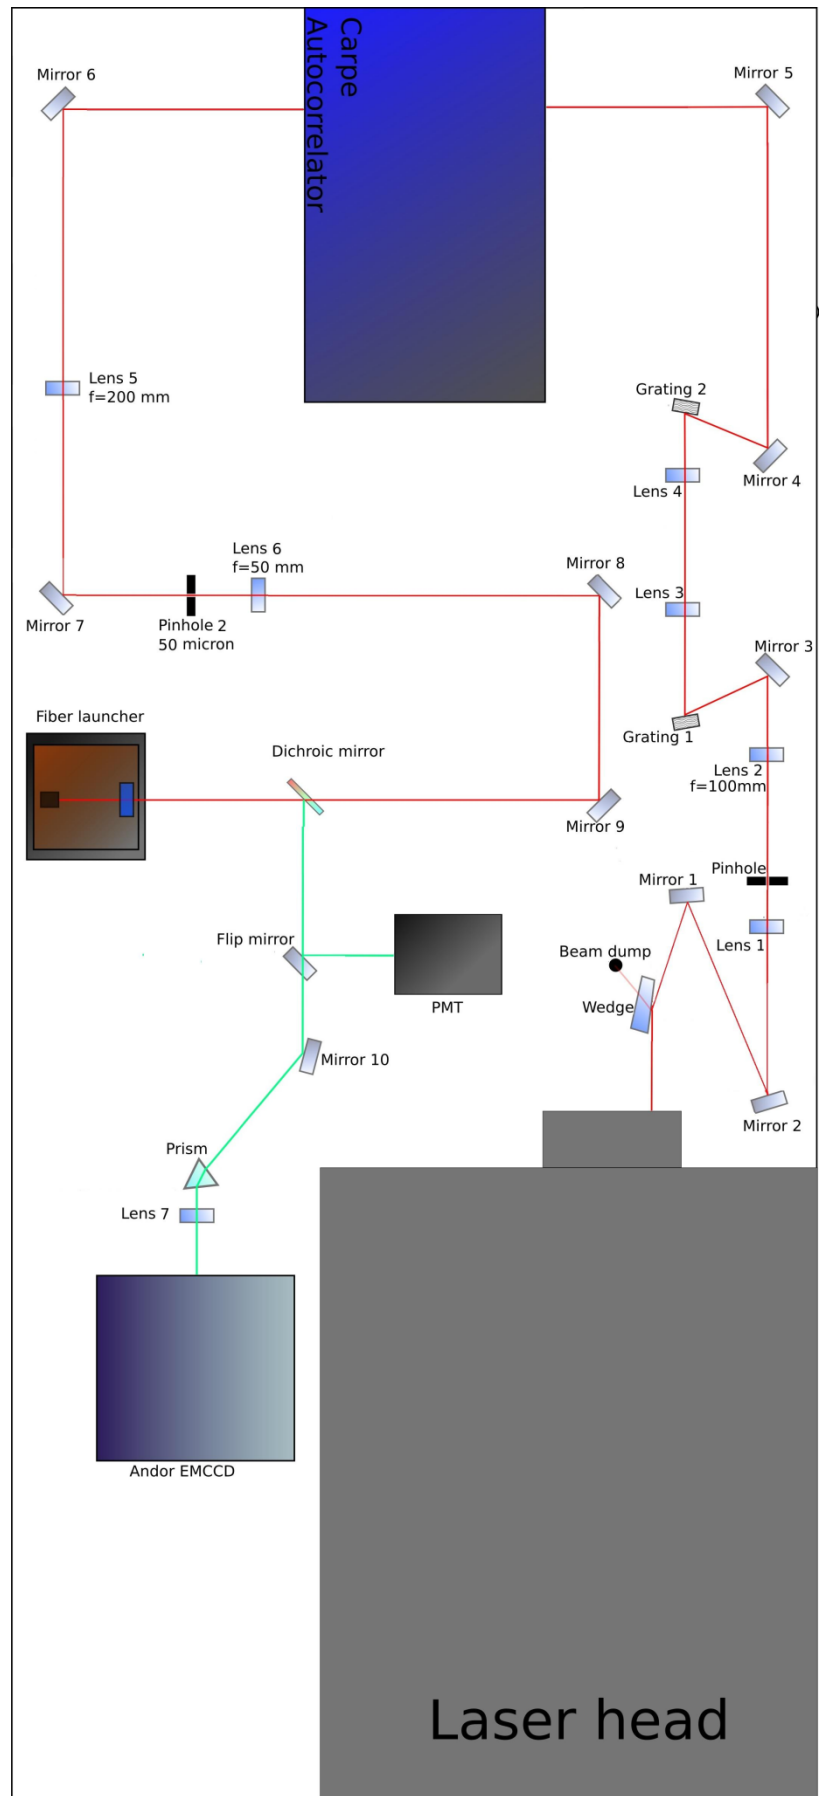 Carpe
Autocorrelator
Mirror 6
Mirror 5
Lens 5
f=200 mm
Grating 2
Mirror 4
Lens 4
Lens 6
f=50 mm
Mirror 8
Lens 3
Mirror 7
Pinhole 2
50 micron
Mirror 3
Fiber launcher
Grating 1
Dichroic mirror
Lens 2
f=100mm
Mirror 9
Pinhole
Mirror 1
Flip mirror
Lens 1
Beam dump
PMT
Wedge
Mirror 10
Mirror 2
Prism
Lens 7
Andor EMCCD
Laser head